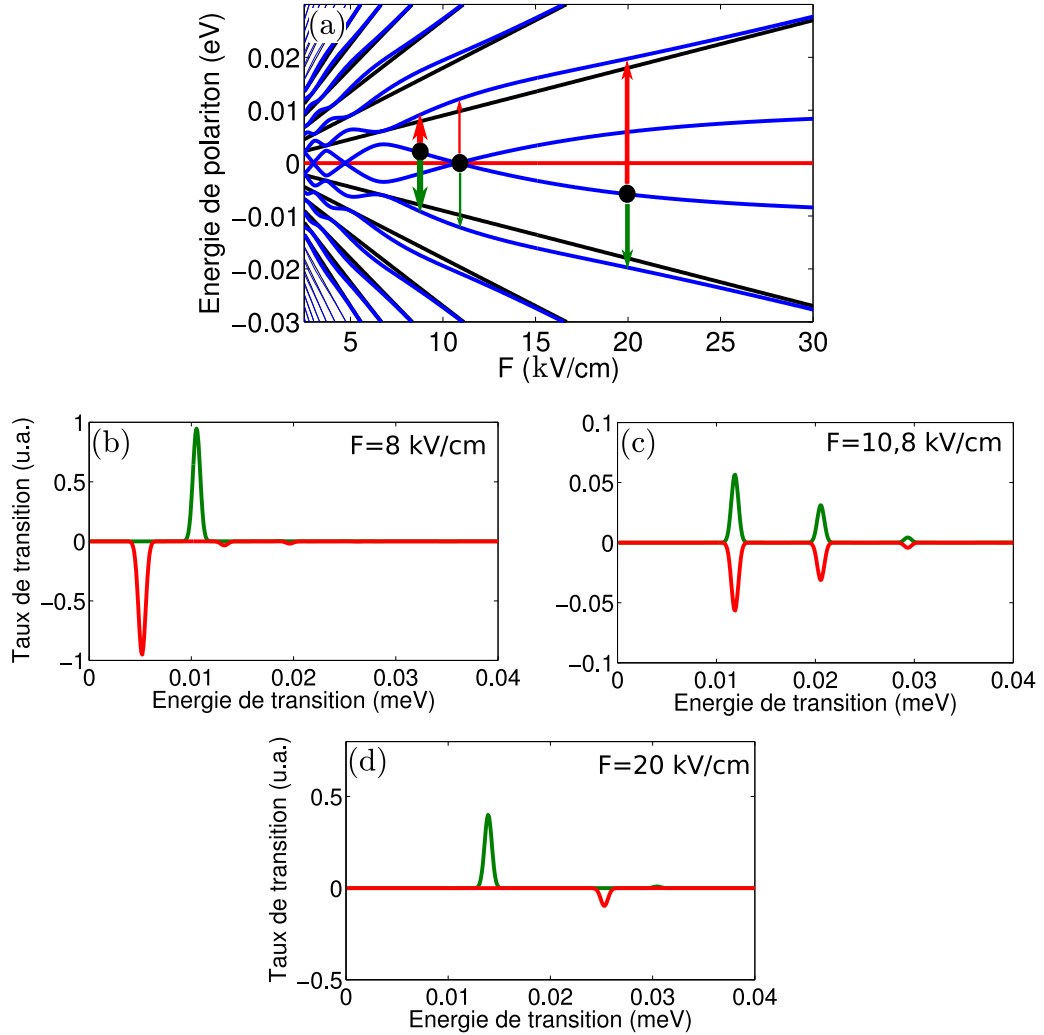 (a)
Energie de polariton (eV)
0.02
0.01
0
−0.01
−0.02
−0.03
5 10 15 20 25 30
F (kV/cm)
(b)
F=8 kV/cm
Taux de transition (u.a.)
1
0.5
0
−0.5
−1
0 0.01 0.02 0.03 0.04
Energie de transition (meV)
(c)
F=10,8 kV/cm
0.1
0.05
0
−0.05
−0.1
0 0.01 0.02 0.03 0.04
Energie de transition (meV)
(d)
F=20 kV/cm
Taux de transition (u.a.)
0.5
0
−0.5
0 0.01 0.02 0.03 0.04
Energie de transition (meV)